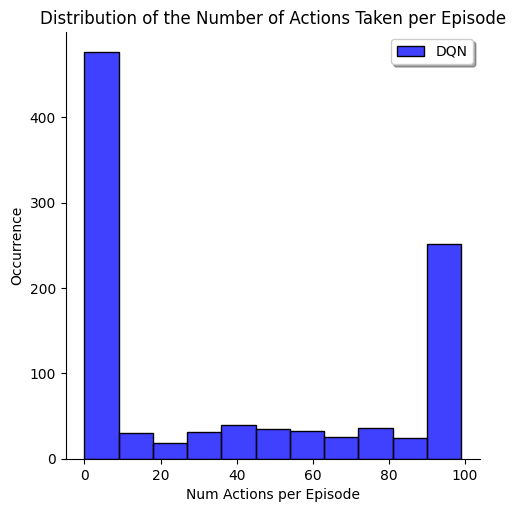 Distribution of the Number of Actions Taken per Episode
DQN
Occurrence
400
300
200
100
0
0 20 40 60 80 100
Num Actions per Episode